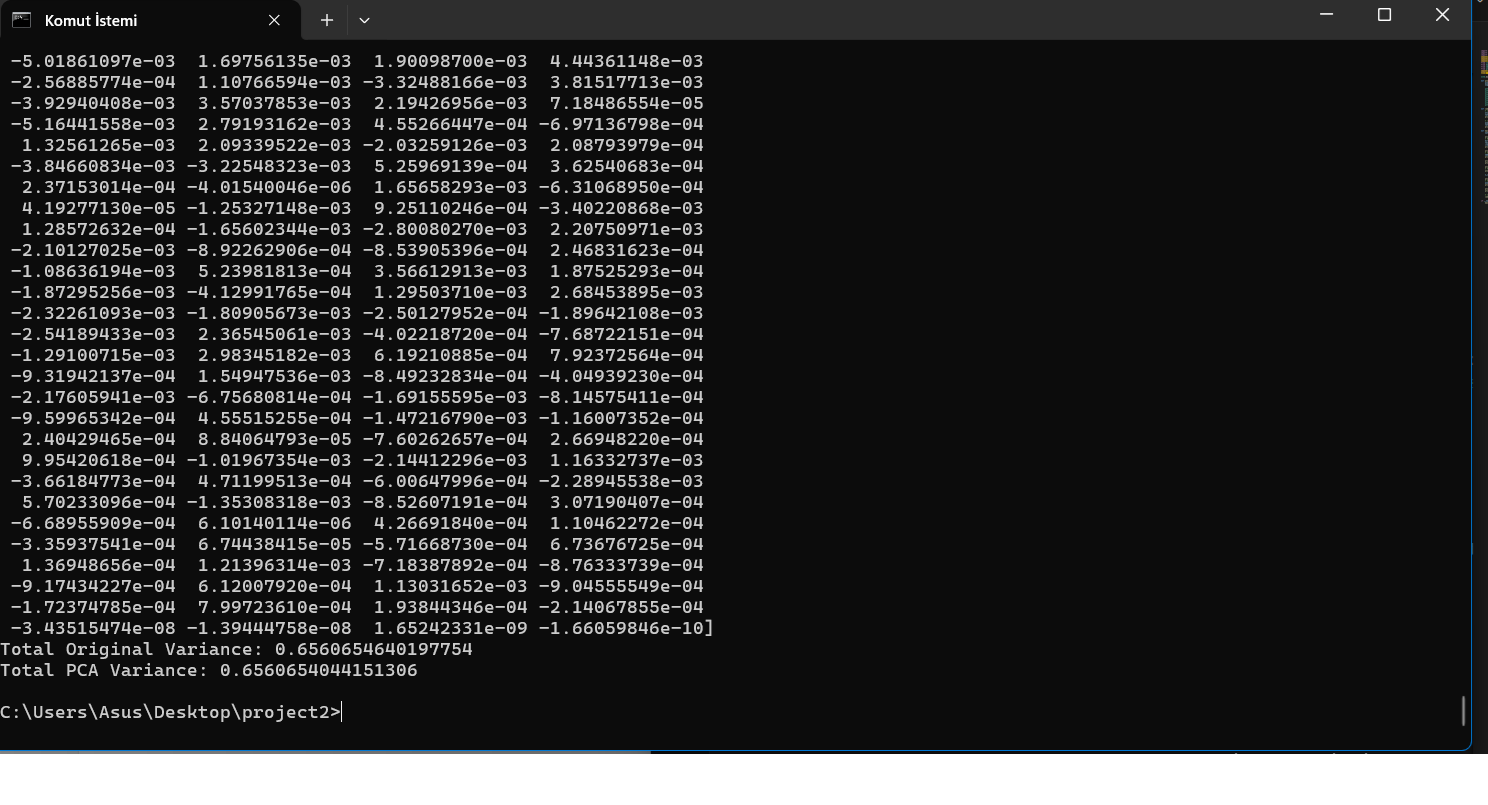 Komut İstemi
-5.01861097e-03  1.69756135e-03  1.90098700e-03  4.44361148e-03
-2.56885774e-04  1.10766594e-03 -3.32488166e-03  3.81517713e-03
-3.92940408e-03  3.57037853e-03  2.19426956e-03  7.18486554e-05
-5.16441558e-03  2.79193162e-03  4.55266447e-04 -6.97136798e-04
1.32561265e-03  2.09339522e-03 -2.03259126e-03  2.08793979e-04
-3.84660834e-03 -3.22548323e-03  5.25969139e-04  3.62540683e-04
2.37153014e-04 -4.01540046e-06  1.65658293e-03 -6.31068950e-04
4.19277130e-05 -1.25327148e-03  9.25110246e-04 -3.40220868e-03
1.28572632e-04 -1.65602344e-03 -2.80080270e-03  2.20750971e-03
-2.10127025e-03 -8.92262906e-04 -8.53905396e-04  2.46831623e-04
-1.08636194e-03  5.23981813e-04  3.56612913e-03  1.87525293e-04
-1.87295256e-03 -4.12991765e-04  1.29503710e-03  2.68453895e-03
-2.32261093e-03 -1.80905673e-03 -2.50127952e-04 -1.89642108e-03
-2.54189433e-03  2.36545061e-03 -4.02218720e-04 -7.68722151e-04
-1.29100715e-03  2.98345182e-03  6.19210885e-04  7.92372564e-04
-9.31942137e-04  1.54947536e-03 -8.49232834e-04 -4.04939230e-04
-2.17605941e-03 -6.75680814e-04 -1.69155595e-03 -8.14575411e-04
-9.59965342e-04  4.55515255e-04 -1.47216790e-03 -1.16007352e-04
2.40429465e-04  8.84064793e-05 -7.60262657e-04  2.66948220e-04
9.95420618e-04 -1.01967354e-03 -2.14412296e-03  1.16332737e-03
-3.66184773e-04  4.71199513e-04 -6.00647996e-04 -2.28945538e-03
5.70233096e-04 -1.35308318e-03 -8.52607191e-04  3.07190407e-04
-6.68955909e-04  6.10140114e-06  4.26691840e-04  1.10462272e-04
-3.35937541e-04  6.74438415e-05 -5.71668730e-04  6.73676725e-04
1.36948656e-04  1.21396314e-03 -7.18387892e-04 -8.76333739e-04
-9.17434227e-04  6.12007920e-04  1.13031652e-03 -9.04555549e-04
-1.72374785e-04  7.99723610e-04  1.93844346e-04 -2.14067855e-04
-3.43515474e-08 -1.39444758e-08  1.65242331e-09 -1.66059846e-10]
Total Original Variance: 0.6560654640197754
Total PCA Variance: 0.6560654044151306
C:\Users\Asus\Desktop\project2>